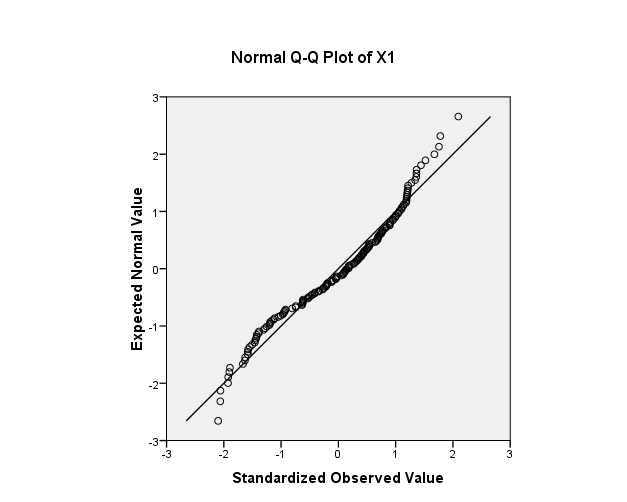 Normal Q-Q Plot of X1
3
2
1
0
-1
-2
-3
Expected Normal Value
-3 -2 -1 0 1 2 3
Standardized Observed Value